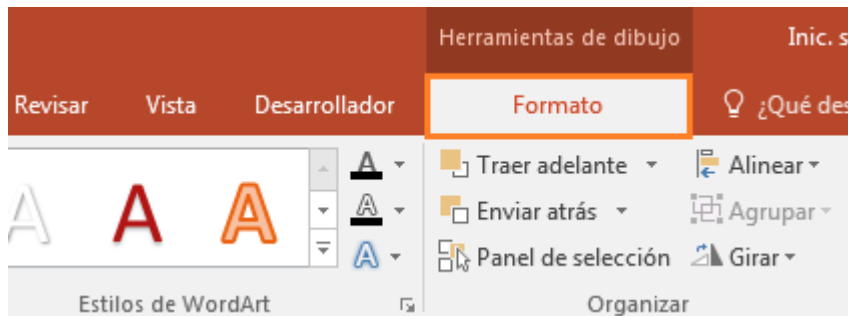 Herramientas de dibujo Inic. s
Revisar Vista Desarrollador Formato ¿Qué des
A A A A Traer adelante Alinear
A Enviar atrás Agrupar
A Panel de selección Girar
Estilos de WordArt Organizar